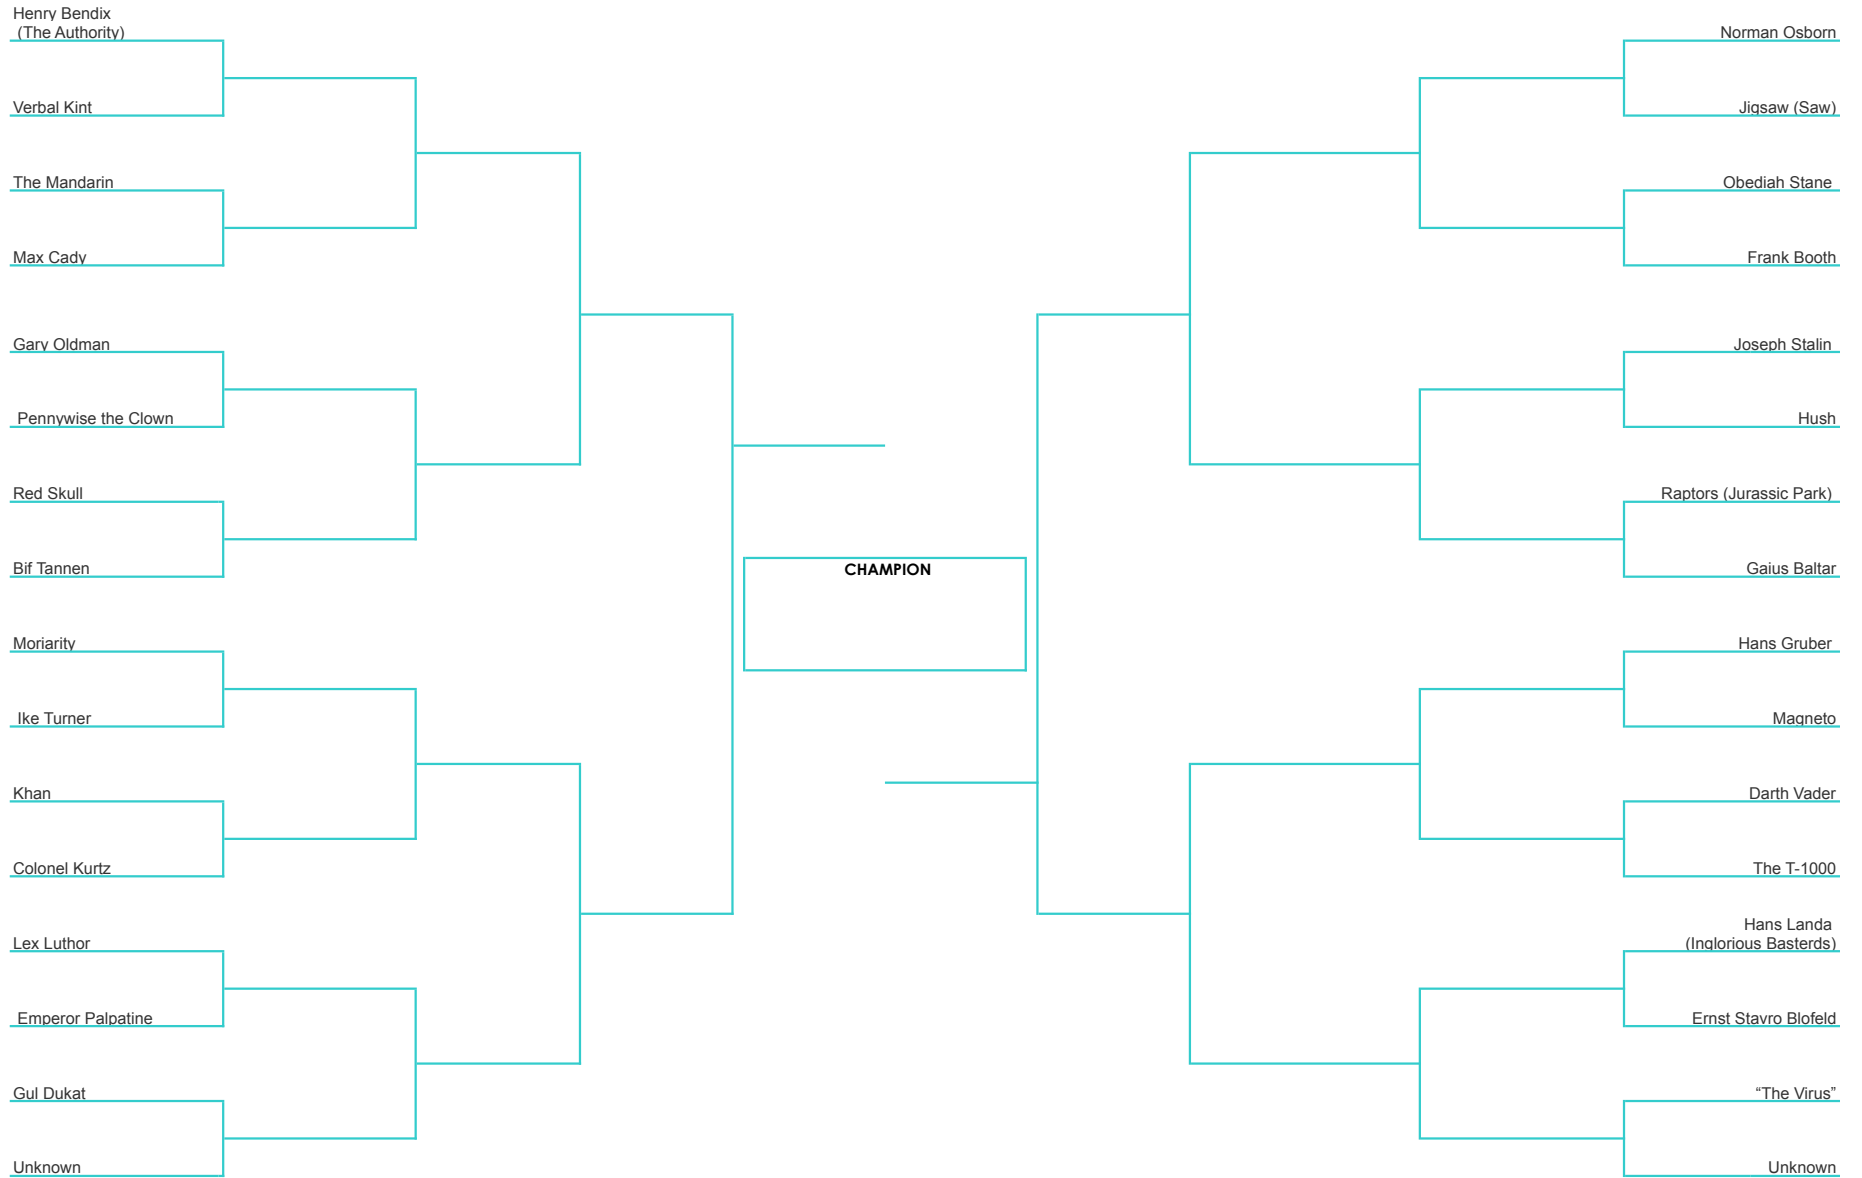 Henry Bendix
(The Authority)
Verbal Kint
The Mandarin
Max Cady
Gary Oldman
Pennywise the Clown
Red Skull
Bif Tannen
Moriarity
Ike Turner
Khan
Colonel Kurtz
Lex Luthor
Emperor Palpatine
Gul Dukat
Unknown
CHAMPION
Norman Osborn
Jigsaw (Saw)
Obediah Stane
Frank Booth
Joseph Stalin
Hush
Raptors (Jurassic Park)
Gaius Baltar
Hans Gruber
Magneto
Darth Vader
The T-1000
Hans Landa
(Inglorious Basterds)
Ernst Stavro Blofeld
“The Virus”
Unknown